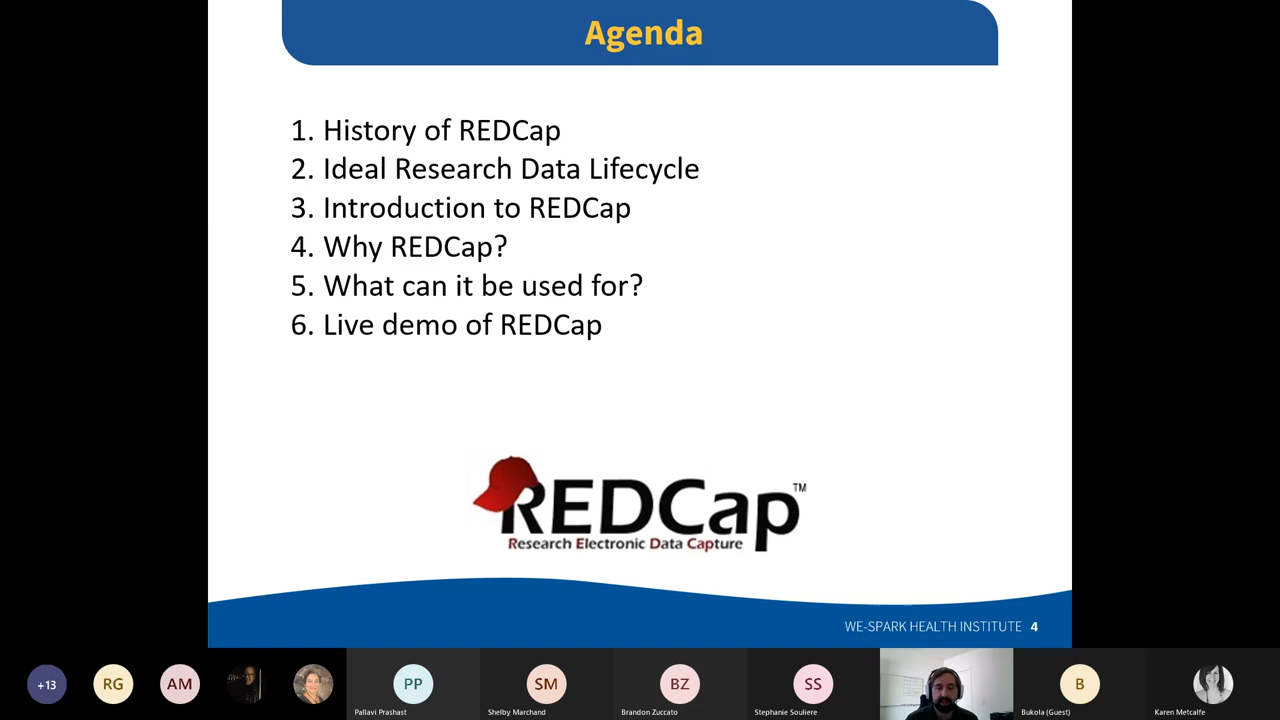 Agenda
1. History of REDCap
2. Ideal Research Data Lifecycle
3. Introduction to REDCap
4. Why REDCap?
5. What can it be used for?
6. Live demo of REDCap
REDCap™
Research Electronic Data Capture
WE-SPARK HEALTH INSTITUTE 4
+13
RG
AM
PP
SM
BZ
SS
B
Pallavi Prashast
Shelby Marchand
Brandon Zuccato
Stephanie Souliere
Bukola (Guest)
Karen Metcalfe